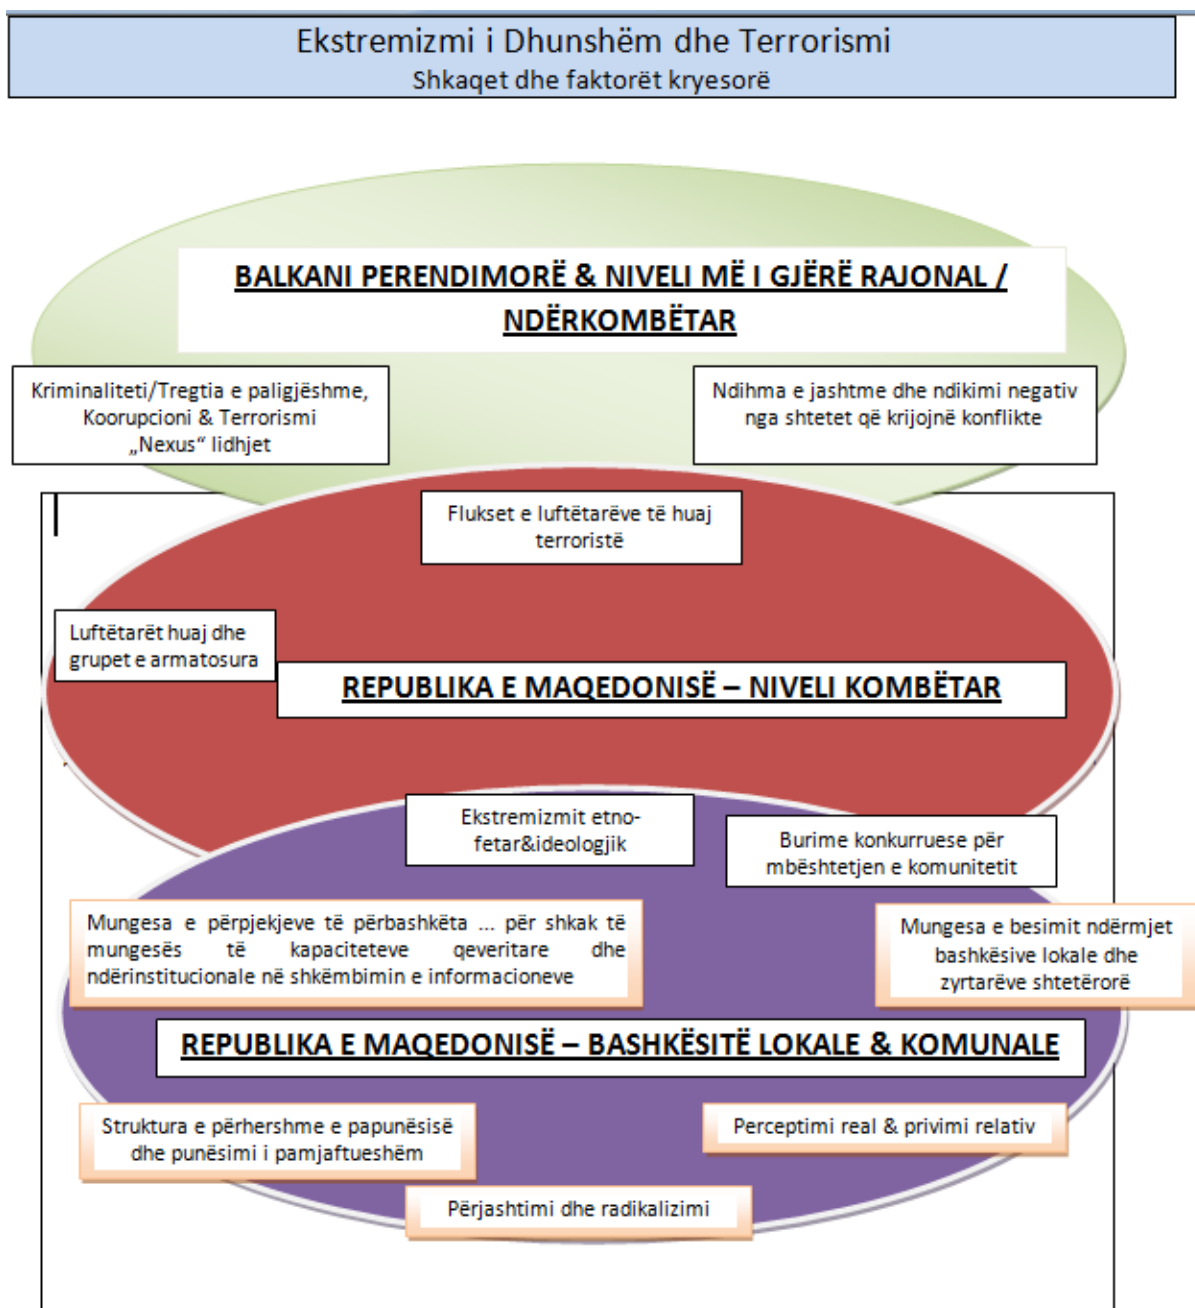 Ekstremizmi i Dhunshëm dhe Terrorismi
Shkaqet dhe faktorët kryesorë
BALKANI PERENDIMORË & NIVELI MË I GJËRË RAJONAL /
NDËRKOMBËTAR
Kriminaliteti/Tregtia e paligjëshme,
Koorupcioni & Terrorismi
„Nexus“ lidhjet
Ndihma e jashtme dhe ndikimi negativ
nga shtetet që krijojnë konflikte
Flukset e luftëtarëve të huaj
terroristë
Luftëtarët huaj dhe
grupet e armatosura
REPUBLIKA E MAQEDONISË – NIVELI KOMBËTAR
Ekstremizmit etno-
fetar&ideologjik
Burime konkurruese për
mbështetjen e komunitetit
Mungesa e përpjekjeve të përbashkëta ... për shkak të
mungesës të kapaciteteve qeveritare dhe
ndërinstitucionale në shkëmbimin e informacioneve
Mungesa e besimit ndërmjet
bashkësive lokale dhe
zyrtarëve shtetërorë
REPUBLIKA E MAQEDONISË – BASHKËSITË LOKALE & KOMUNALE
Struktura e përhershme e papunësisë
dhe punësimi i pamjaftueshëm
Perceptimi real & privimi relativ
Përjashtimi dhe radikalizimi